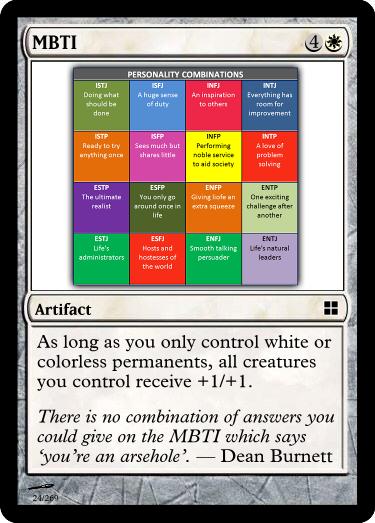 MBTI
4
PERSONALITY COMBINATIONS
ISTJ
Doing what
should be
done
ISFJ
A huge sense
of duty
INFJ
An inspiration
to others
INTJ
Everything has
room for
improvement
ISTP
Ready to try
anything once
ISFP
Sees much but
shares little
INFP
Performing
noble service
to aid society
INTP
A love of
problem
solving
ESTP
The ultimate
realist
ESFP
You only go
around once in
life
ENFP
Giving liofe an
extra squeeze
ENTP
One exciting
challenge after
another
ESTJ
Life's
administrators
ESFJ
Hosts and
hostesses of
the world
ENFJ
Smooth talking
persuader
ENTJ
Life's natural
leaders
Artifact
As long as you only control white or
colorless permanents, all creatures
you control receive +1/+1.
There is no combination of answers you
could give on the MBTI which says
‘you're an arsehole’. — Dean Burnett
24/269